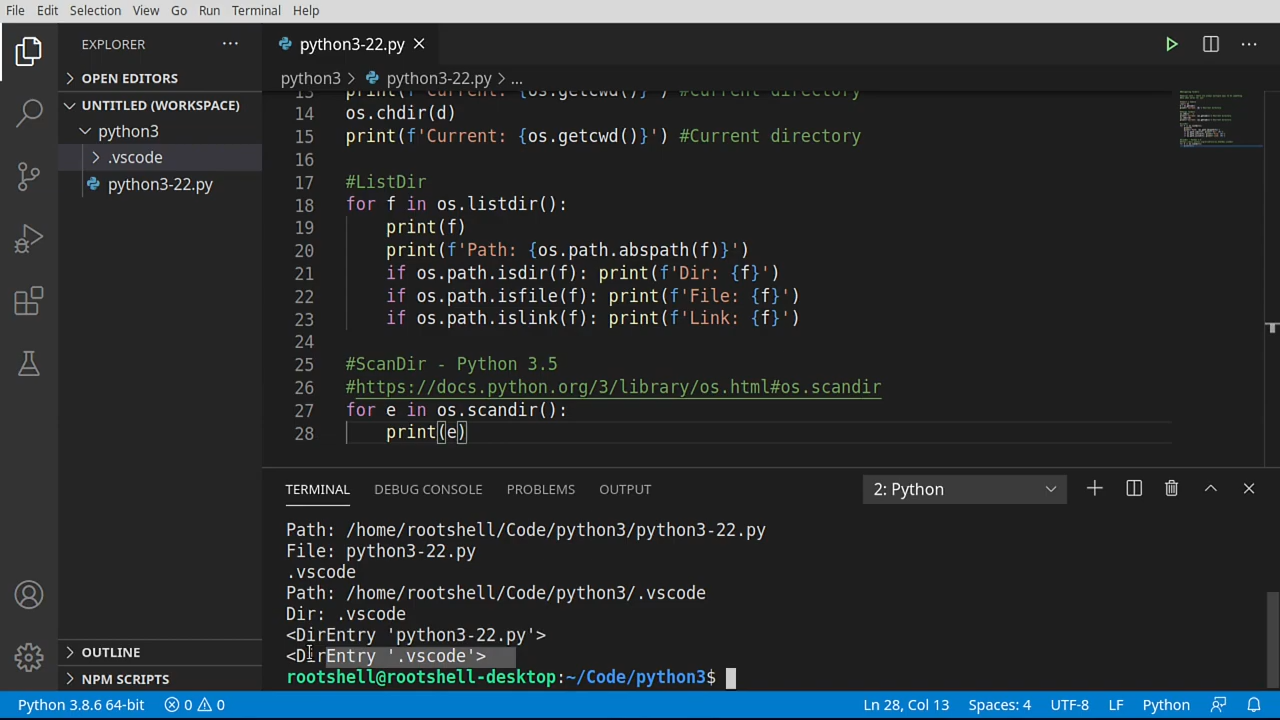 File Edit Selection View Go Run Terminal Help
EXPLORER ···
OPEN EDITORS
UNTITLED (WORKSPACE)
python3
.vscode
python3-22.py
OUTLINE
NPM SCRIPTS
python3-22.py
python3 > python3-22.py > ...
13 print(f'Current: {os.getcwd()}') #Current directory
14 os.chdir(d)
15 print(f'Current: {os.getcwd()}') #Current directory
16
17 #ListDir
18 for f in os.listdir():
19 print(f)
20 print(f'Path: {os.path.abspath(f)}')
21 if os.path.isdir(f): print(f'Dir: {f}')
22 if os.path.isfile(f): print(f'File: {f}')
23 if os.path.islink(f): print(f'Link: {f}')
24
25 #ScanDir - Python 3.5
26 #https://docs.python.org/3/library/os.html#os.scandir
27 for e in os.scandir():
28 print(e)
TERMINAL DEBUG CONSOLE PROBLEMS OUTPUT 2: Python
Path: /home/rootshell/Code/python3/python3-22.py
File: python3-22.py
.vscode
Path: /home/rootshell/Code/python3/.vscode
Dir: .vscode
<DirEntry 'python3-22.py'>
<DirEntry '.vscode'>
rootshell@rootshell-desktop:~/Code/python3$
Python 3.8.6 64-bit 0 0 Ln 28, Col 13 Spaces: 4 UTF-8 LF Python